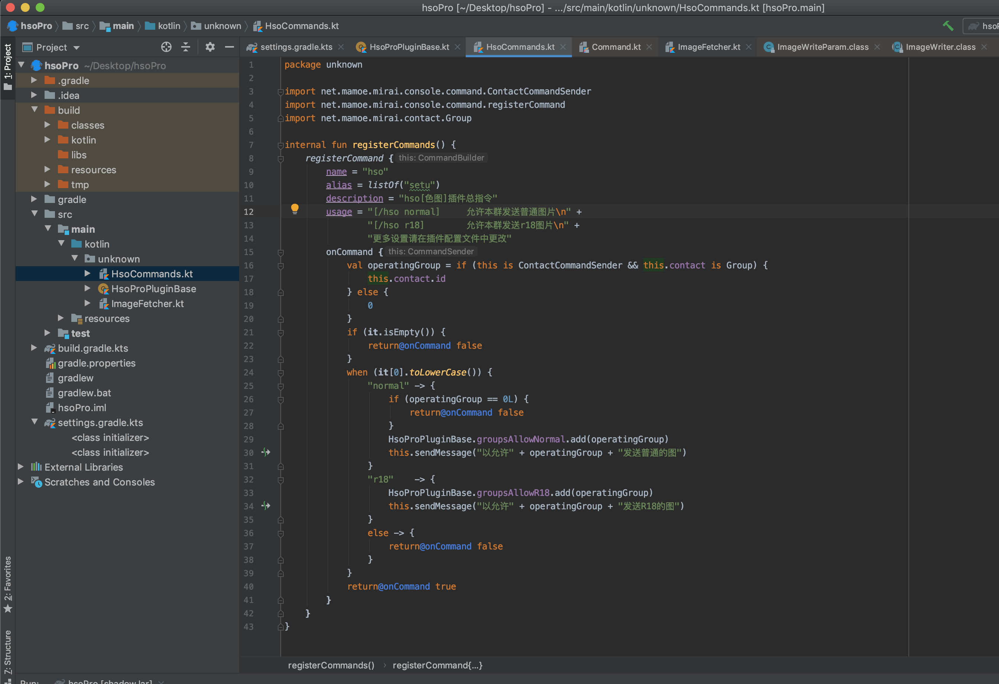 hsoPro [~/Desktop/hsoPro] - .../src/main/kotlin/unknown/HsoCommands.kt [hsoPro.main]
hsoPro src main kotlin unknown HsoCommands.kt
Project
settings.gradle.kts HsoProPluginBase.kt HsoCommands.kt Command.kt ImageFetcher.kt ImageWriteParam.class ImageWriter.class
1: Project
2: Favorites
7: Structure
hsoPro ~/Desktop/hsoPro
.gradle
.idea
build
classes
kotlin
libs
resources
tmp
gradle
src
main
kotlin
unknown
HsoCommands.kt
HsoProPluginBase
ImageFetcher.kt
resources
test
build.gradle.kts
gradle.properties
gradlew
gradlew.bat
hsoPro.iml
settings.gradle.kts
<class initializer>
<class initializer>
External Libraries
Scratches and Consoles
1 package unknown
2
3 import net.mamoe.mirai.console.command.ContactCommandSender
4 import net.mamoe.mirai.console.command.registerCommand
5 import net.mamoe.mirai.contact.Group
6
7 internal fun registerCommands() {
8     registerCommand { this: CommandBuilder
9         name = "hso"
10         alias = listOf("setu")
11         description = "hso[色图]插件总指令"
12         usage = "[/hso normal]     允许本群发送普通图片\n" +
13                 "[/hso r18]        允许本群发送r18图片\n" +
14                 "更多设置请在插件配置文件中更改"
15         onCommand { this: CommandSender
16             val operatingGroup = if (this is ContactCommandSender && this.contact is Group) {
17                 this.contact.id
18             } else {
19                 0
20             }
21             if (it.isEmpty()) {
22                 return@onCommand false
23             }
24             when (it[0].toLowerCase()) {
25                 "normal" -> {
26                     if (operatingGroup == 0L) {
27                         return@onCommand false
28                     }
29                     HsoProPluginBase.groupsAllowNormal.add(operatingGroup)
30                     this.sendMessage("以允许" + operatingGroup + "发送普通的图")
31                 }
32                 "r18"    -> {
33                     HsoProPluginBase.groupsAllowR18.add(operatingGroup)
34                     this.sendMessage("以允许" + operatingGroup + "发送R18的图")
35                 }
36                 else -> {
37                     return@onCommand false
38                 }
39             }
40             return@onCommand true
41         }
42     }
43 }
registerCommands() › registerCommand{...}
Run: hsoPro [shadowJar]